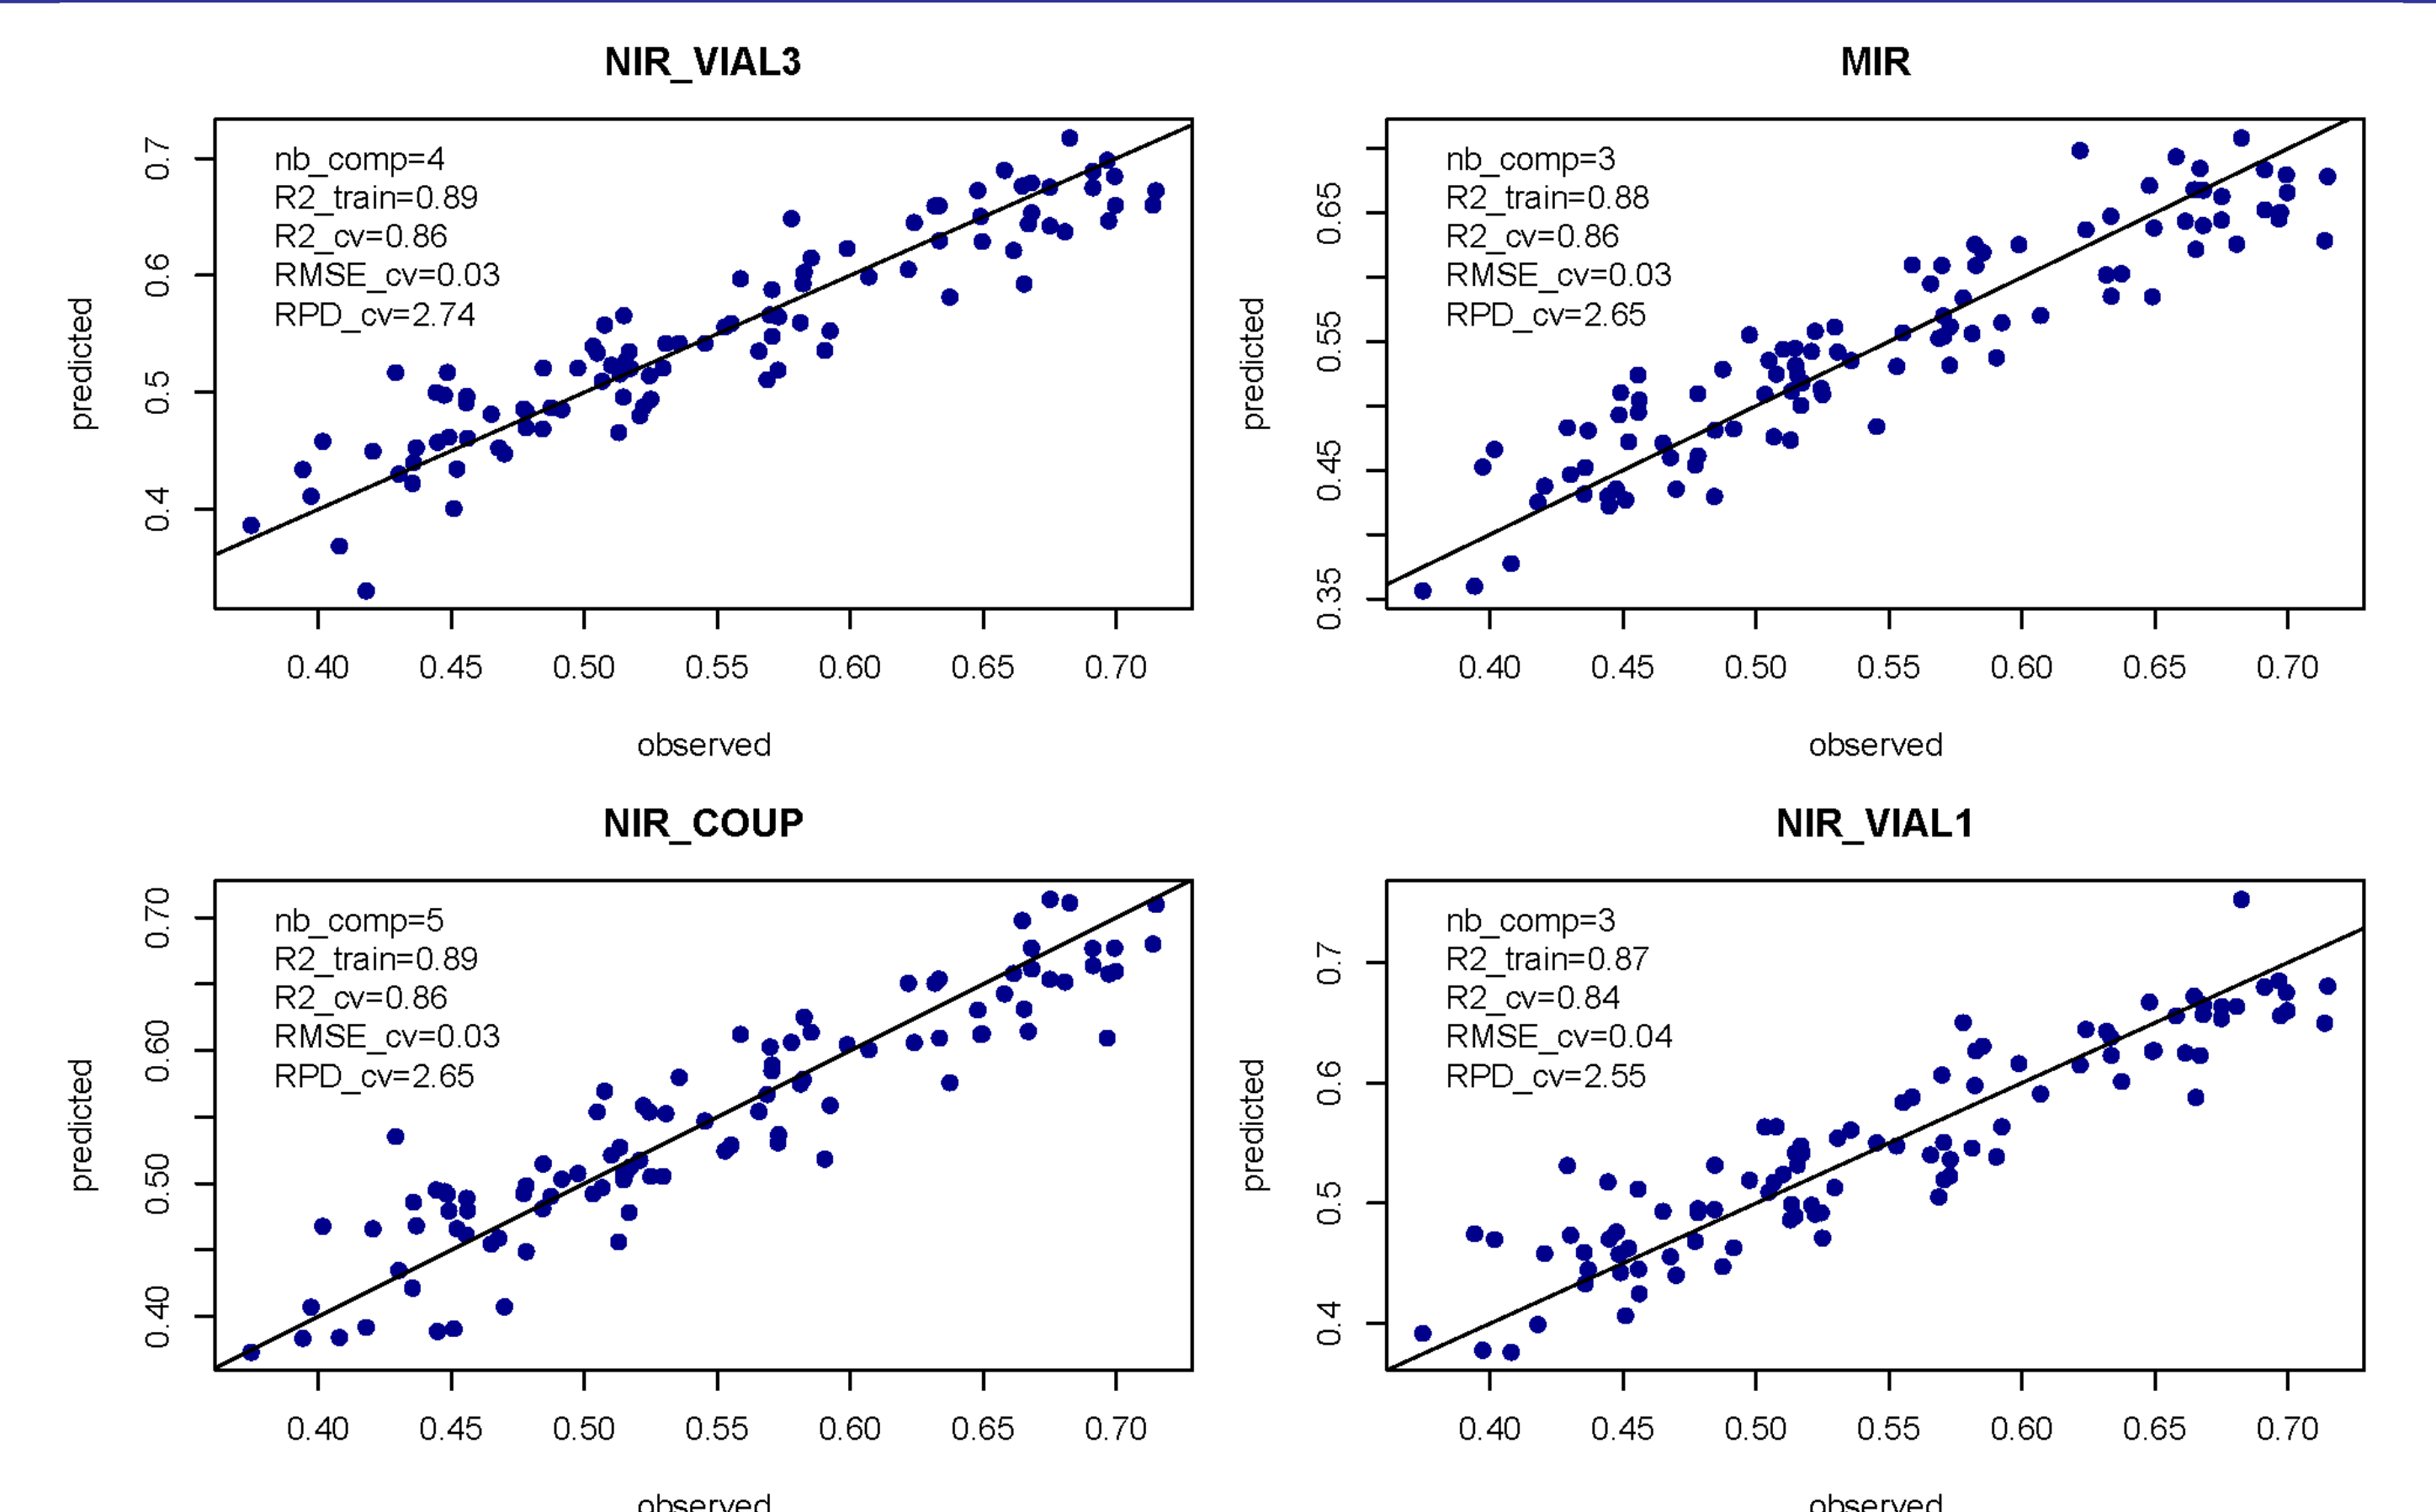 NIR_VIAL3
nb_comp=4
R2_train=0.89
R2_cv=0.86
RMSE_cv=0.03
RPD_cv=2.74
predicted
0.7
0.6
0.5
0.4
0.40 0.45 0.50 0.55 0.60 0.65 0.70
observed
MIR
nb_comp=3
R2_train=0.88
R2_cv=0.86
RMSE_cv=0.03
RPD_cv=2.65
predicted
0.65
0.55
0.45
0.35
0.40 0.45 0.50 0.55 0.60 0.65 0.70
observed
NIR_COUP
nb_comp=5
R2_train=0.89
R2_cv=0.86
RMSE_cv=0.03
RPD_cv=2.65
predicted
0.70
0.60
0.50
0.40
0.40 0.45 0.50 0.55 0.60 0.65 0.70
observed
NIR_VIAL1
nb_comp=3
R2_train=0.87
R2_cv=0.84
RMSE_cv=0.04
RPD_cv=2.55
predicted
0.7
0.6
0.5
0.4
0.40 0.45 0.50 0.55 0.60 0.65 0.70
observed